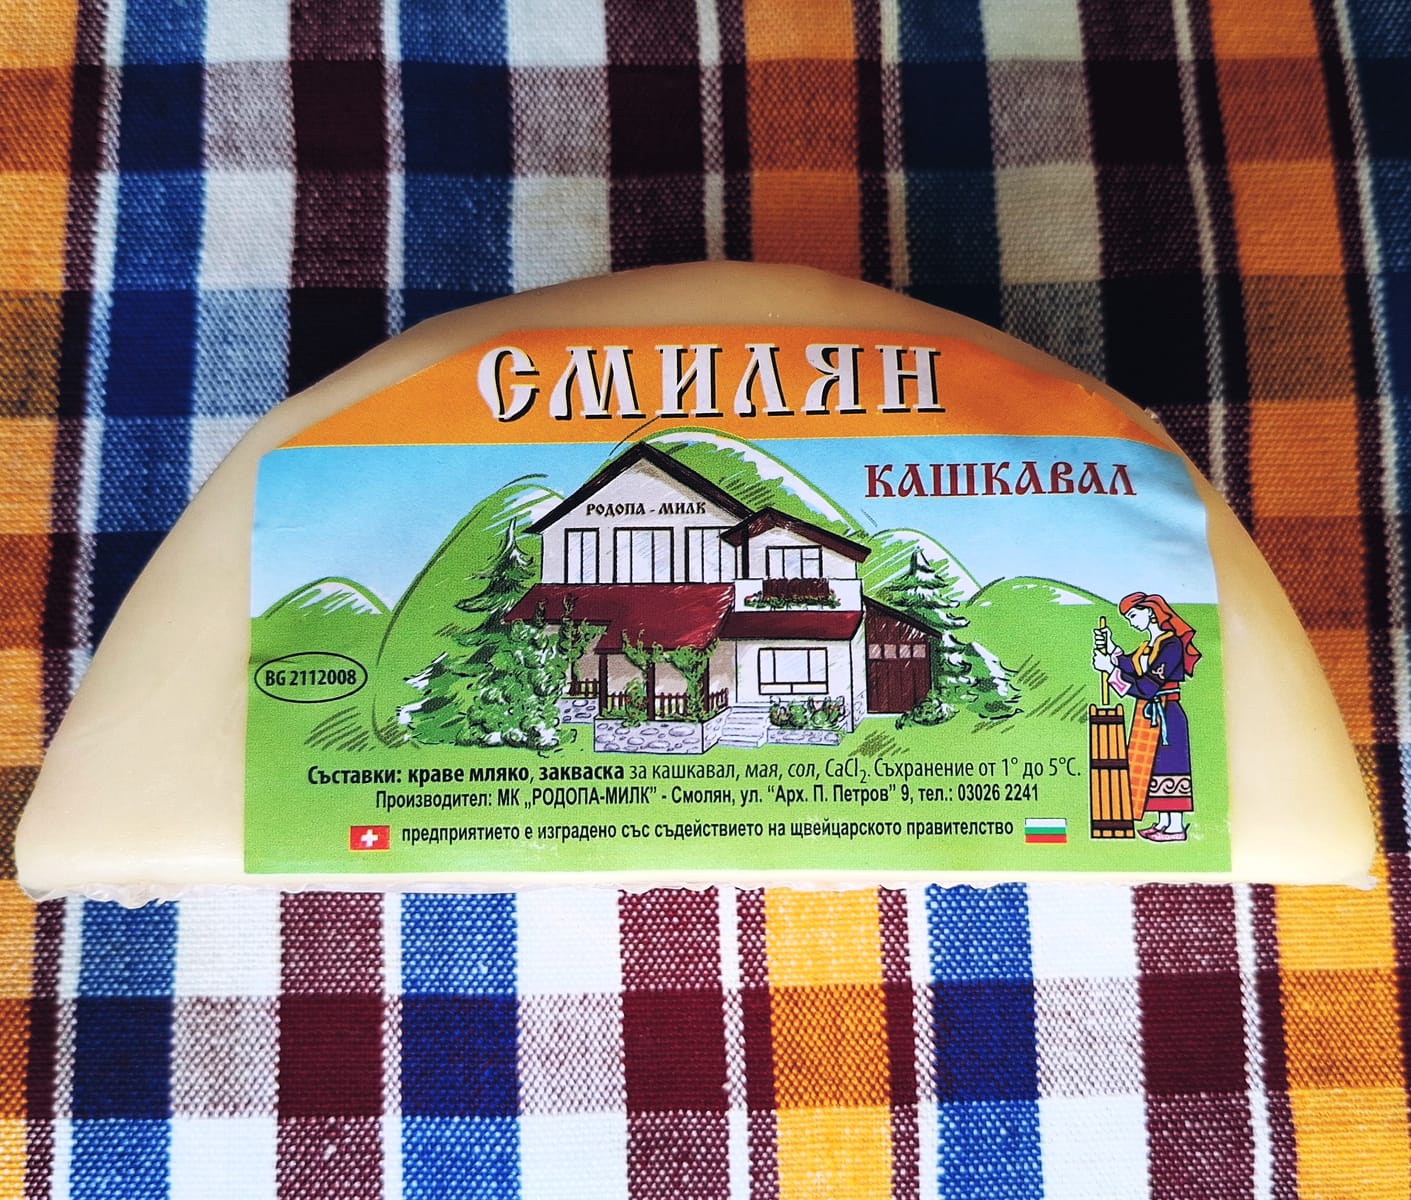 СМИЛЯН
КАШКАВАЛ
РОДОПА - МИЛК
BG 2112008
Съставки: краве мляко, закваска за кашкавал, мая, сол, CaCl₂. Съхранение от 1° до 5°C.
Производител: МК „РОДОПА-МИЛК” - Смолян, ул. “Арх. П. Петров” 9, тел.: 03026 2241
предприятието е изградено със съдействието на щвейцарското правителство